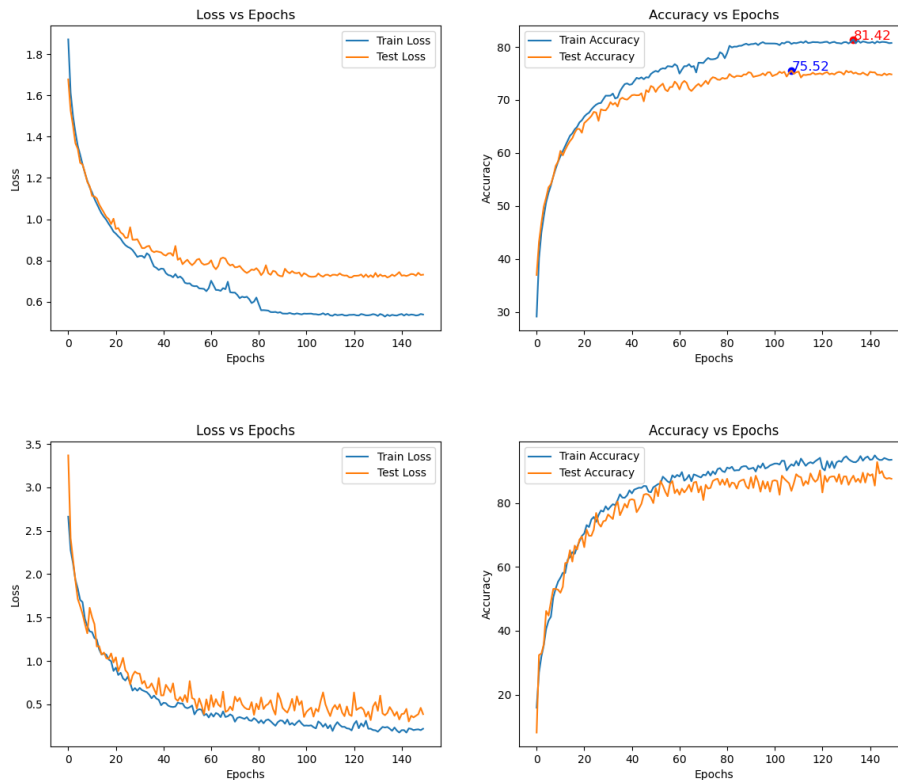 Loss vs Epochs
Train Loss
Test Loss
1.8
1.6
1.4
1.2
1.0
0.8
0.6
Loss
0 20 40 60 80 100 120 140
Epochs
Accuracy vs Epochs
Train Accuracy
Test Accuracy
81.42
75.52
80
70
60
50
40
30
Accuracy
0 20 40 60 80 100 120 140
Epochs
Loss vs Epochs
Train Loss
Test Loss
3.5
3.0
2.5
2.0
1.5
1.0
0.5
Loss
0 20 40 60 80 100 120 140
Epochs
Accuracy vs Epochs
Train Accuracy
Test Accuracy
80
60
40
20
Accuracy
0 20 40 60 80 100 120 140
Epochs